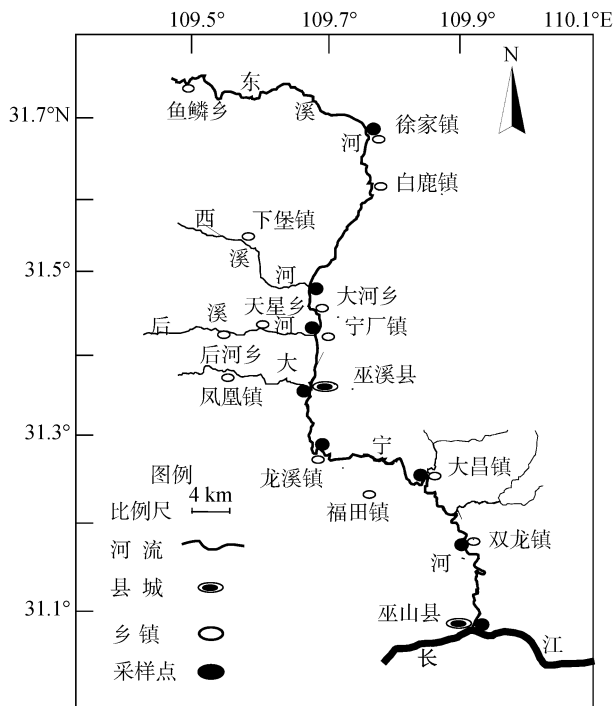 109.5° 109.7° 109.9° 110.1°E
N
31.7°N
31.5°
31.3°
31.1°
东
溪
河
鱼鳞乡
徐家镇
白鹿镇
西
溪
河
下堡镇
大河乡
天星乡
后
溪
河
宁厂镇
后河乡
大
巫溪县
凤凰镇
宁
大昌镇
龙溪镇
福田镇
双龙镇
河
巫山县
长
江
图例
比例尺 4 km
河 流
县 城
乡 镇
采样点